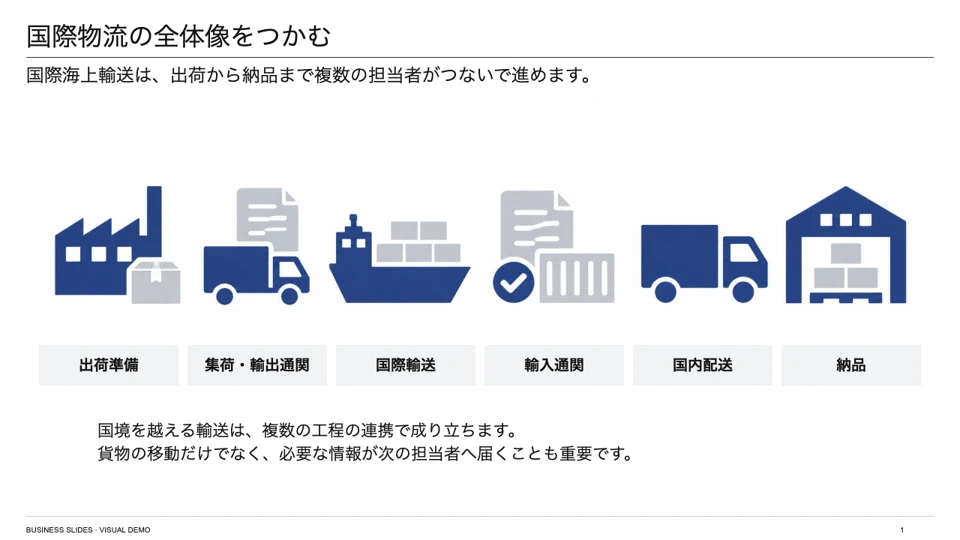 国際物流の全体像をつかむ
国際海上輸送は、出荷から納品まで複数の担当者がつないで進めます。
出荷準備
集荷・輸出通関
国際輸送
輸入通関
国内配送
納品
国境を越える輸送は、複数の工程の連携で成り立ちます。
貨物の移動だけでなく、必要な情報が次の担当者へ届くことも重要です。
BUSINESS SLIDES · VISUAL DEMO
1